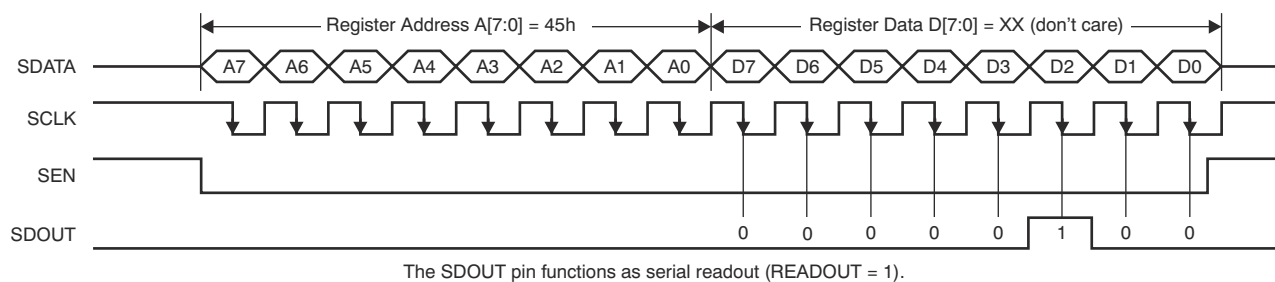 Register Address A[7:0] = 45h Register Data D[7:0] = XX (don't care)
SDATA A7 A6 A5 A4 A3 A2 A1 A0 D7 D6 D5 D4 D3 D2 D1 D0
SCLK
SEN
SDOUT 0 0 0 0 0 1 0 0
The SDOUT pin functions as serial readout (READOUT = 1).